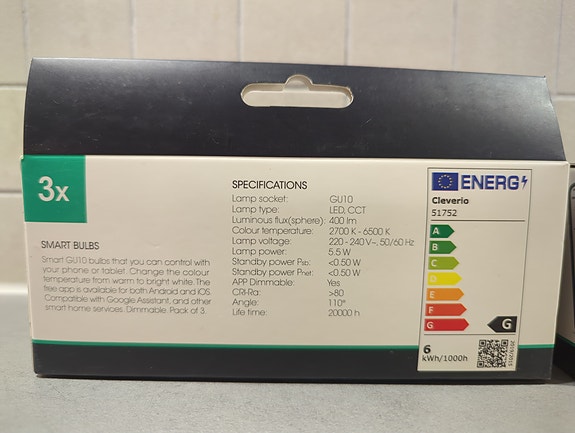 3x
SMART BULBS
Smart GU10 bulbs that you can control with
your phone or tablet. Change the colour
temperature from warm to bright white. The
free app is available for both Android and iOS.
Compatible with Google Assistant, and other
smart home services. Dimmable. Pack of 3.
SPECIFICATIONS
Lamp socket: GU10
Lamp type: LED, CCT
Luminous flux(sphere): 400 lm
Colour temperature: 2700 K - 6500 K
Lamp voltage: 220 - 240 V~, 50/60 Hz
Lamp power: 5.5 W
Standby power Psb: <0.50 W
Standby power Pnet: <0.50 W
APP Dimmable: Yes
CRI-Ra: >80
Angle: 110°
Life time: 20000 h
ENERG
Cleverio
51752
A
B
C
D
E
F
G
G
6
kWh/1000h
2019/2015